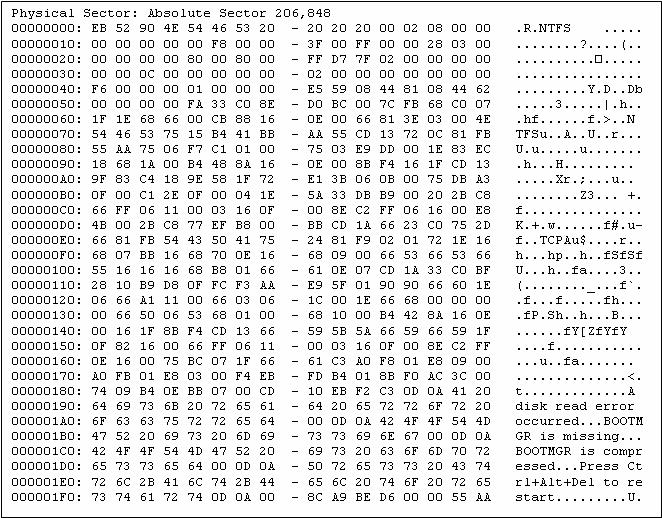 Physical Sector: Absolute Sector 206,848
00000000: EB 52 90 4E 54 46 53 20 - 20 20 20 00 02 08 00 00 .R.NTFS .....
00000010: 00 00 00 00 00 F8 00 00 - 3F 00 FF 00 00 28 03 00 ........?....(..
00000020: 00 00 00 00 80 00 80 00 - FF D7 7F 02 00 00 00 00 ..........□.....
00000030: 00 00 0C 00 00 00 00 00 - 02 00 00 00 00 00 00 00 ................
00000040: F6 00 00 00 01 00 00 00 - E5 59 08 44 81 08 44 62 .........Y.D..Db
00000050: 00 00 00 00 FA 33 C0 8E - D0 BC 00 7C FB 68 C0 07 .....3.....|.h..
00000060: 1F 1E 68 66 00 CB 88 16 - 0E 00 66 81 3E 03 00 4E .hf......f.>..N
00000070: 54 46 53 75 15 B4 41 BB - AA 55 CD 13 72 0C 81 FB TFSu..A..U..r...
00000080: 55 AA 75 06 F7 C1 01 00 - 75 03 E9 DD 00 1E 83 EC U.u.....u.......
00000090: 18 68 1A 00 B4 48 8A 16 - 0E 00 8B F4 16 1F CD 13 .h...H..........
000000A0: 9F 83 C4 18 9E 58 1F 72 - E1 3B 06 0B 00 75 DB A3 .....Xr.;...u..
000000B0: 0F 00 C1 2E 0F 00 04 1E - 5A 33 DB B9 00 20 2B C8 ........Z3... +.
000000C0: 66 FF 06 11 00 03 16 0F - 00 8E C2 FF 06 16 00 E8 f...............
000000D0: 4B 00 2B C8 77 EF B8 00 - BB CD 1A 66 23 C0 75 2D K.+.w......f#.u-
000000E0: 66 81 FB 54 43 50 41 75 - 24 81 F9 02 01 72 1E 16 f..TCPAu$....r..
000000F0: 68 07 BB 16 68 70 0E 16 - 68 09 00 66 53 66 53 66 h...hp..h..fSfSf
00000100: 55 16 16 16 68 B8 01 66 - 61 0E 07 CD 1A 33 C0 BF U...h..fa....3..
00000110: 28 10 B9 D8 0F FC F3 AA - E9 5F 01 90 90 66 60 1E (........_...f`.
00000120: 06 66 A1 11 00 66 03 06 - 1C 00 1E 66 68 00 00 00 .f...f.....fh...
00000130: 00 66 50 06 53 68 01 00 - 68 10 00 B4 42 8A 16 0E .fP.Sh..h...B...
00000140: 00 16 1F 8B F4 CD 13 66 - 59 5B 5A 66 59 66 59 1F .......fY[ZfYfY
00000150: 0F 82 16 00 66 FF 06 11 - 00 03 16 0F 00 8E C2 FF ....f...........
00000160: 0E 16 00 75 BC 07 1F 66 - 61 C3 A0 F8 01 E8 09 00 ...u..fa.......
00000170: A0 FB 01 E8 03 00 F4 EB - FD B4 01 8B F0 AC 3C 00 ..............<.
00000180: 74 09 B4 0E BB 07 00 CD - 10 EB F2 C3 0D 0A 41 20 t.............A
00000190: 64 69 73 6B 20 72 65 61 - 64 20 65 72 72 6F 72 20 disk read error
000001A0: 6F 63 63 75 72 72 65 64 - 00 0D 0A 42 4F 4F 54 4D occurred...BOOTM
000001B0: 47 52 20 69 73 20 6D 69 - 73 73 69 6E 67 00 0D 0A GR is missing...
000001C0: 42 4F 4F 54 4D 47 52 20 - 69 73 20 63 6F 6D 70 72 BOOTMGR is compr
000001D0: 65 73 73 65 64 00 0D 0A - 50 72 65 73 73 20 43 74 essed...Press Ct
000001E0: 72 6C 2B 41 6C 74 2B 44 - 65 6C 20 74 6F 20 72 65 rl+Alt+Del to re
000001F0: 73 74 61 72 74 0D 0A 00 - 8C A9 BE D6 00 00 55 AA start.........U.